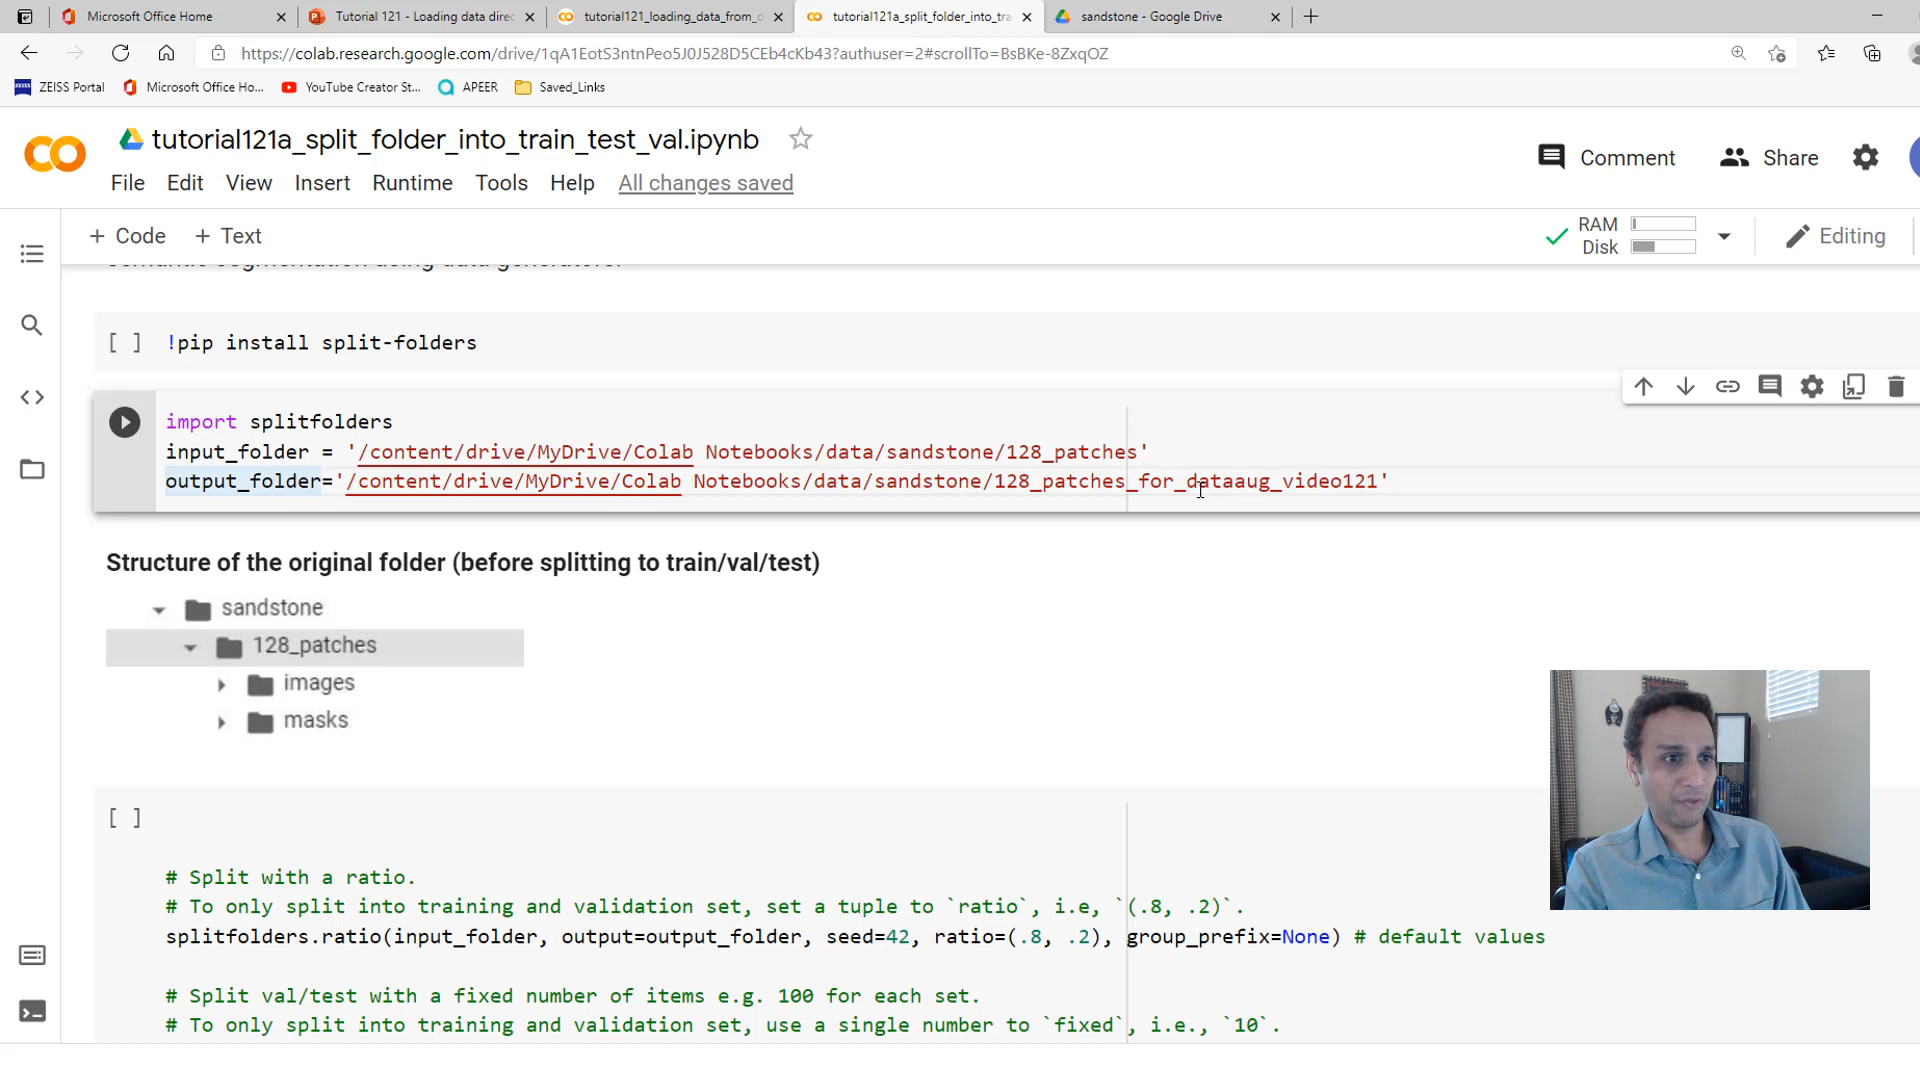 Microsoft Office Home
Tutorial 121 - Loading data direc
tutorial121_loading_data_from_d
tutorial121a_split_folder_into_tra
sandstone - Google Drive
https://colab.research.google.com/drive/1qA1EotS3ntnPeo5J0J528D5CEb4cKb43?authuser=2#scrollTo=BsBKe-8ZxqOZ
ZEISS Portal
Microsoft Office Ho...
YouTube Creator St...
APEER
Saved_Links
tutorial121a_split_folder_into_train_test_val.ipynb
Comment
Share
File Edit View Insert Runtime Tools Help All changes saved
+ Code + Text
RAM
Disk
Editing
semantic segmentation using data generators.
[ ] !pip install split-folders
import splitfolders
input_folder = '/content/drive/MyDrive/Colab Notebooks/data/sandstone/128_patches'
output_folder='/content/drive/MyDrive/Colab Notebooks/data/sandstone/128_patches_for_dataaug_video121'
Structure of the original folder (before splitting to train/val/test)
sandstone
128_patches
images
masks
[ ]
# Split with a ratio.
# To only split into training and validation set, set a tuple to `ratio`, i.e, `(.8, .2)`.
splitfolders.ratio(input_folder, output=output_folder, seed=42, ratio=(.8, .2), group_prefix=None) # default values
# Split val/test with a fixed number of items e.g. 100 for each set.
# To only split into training and validation set, use a single number to `fixed`, i.e., `10`.